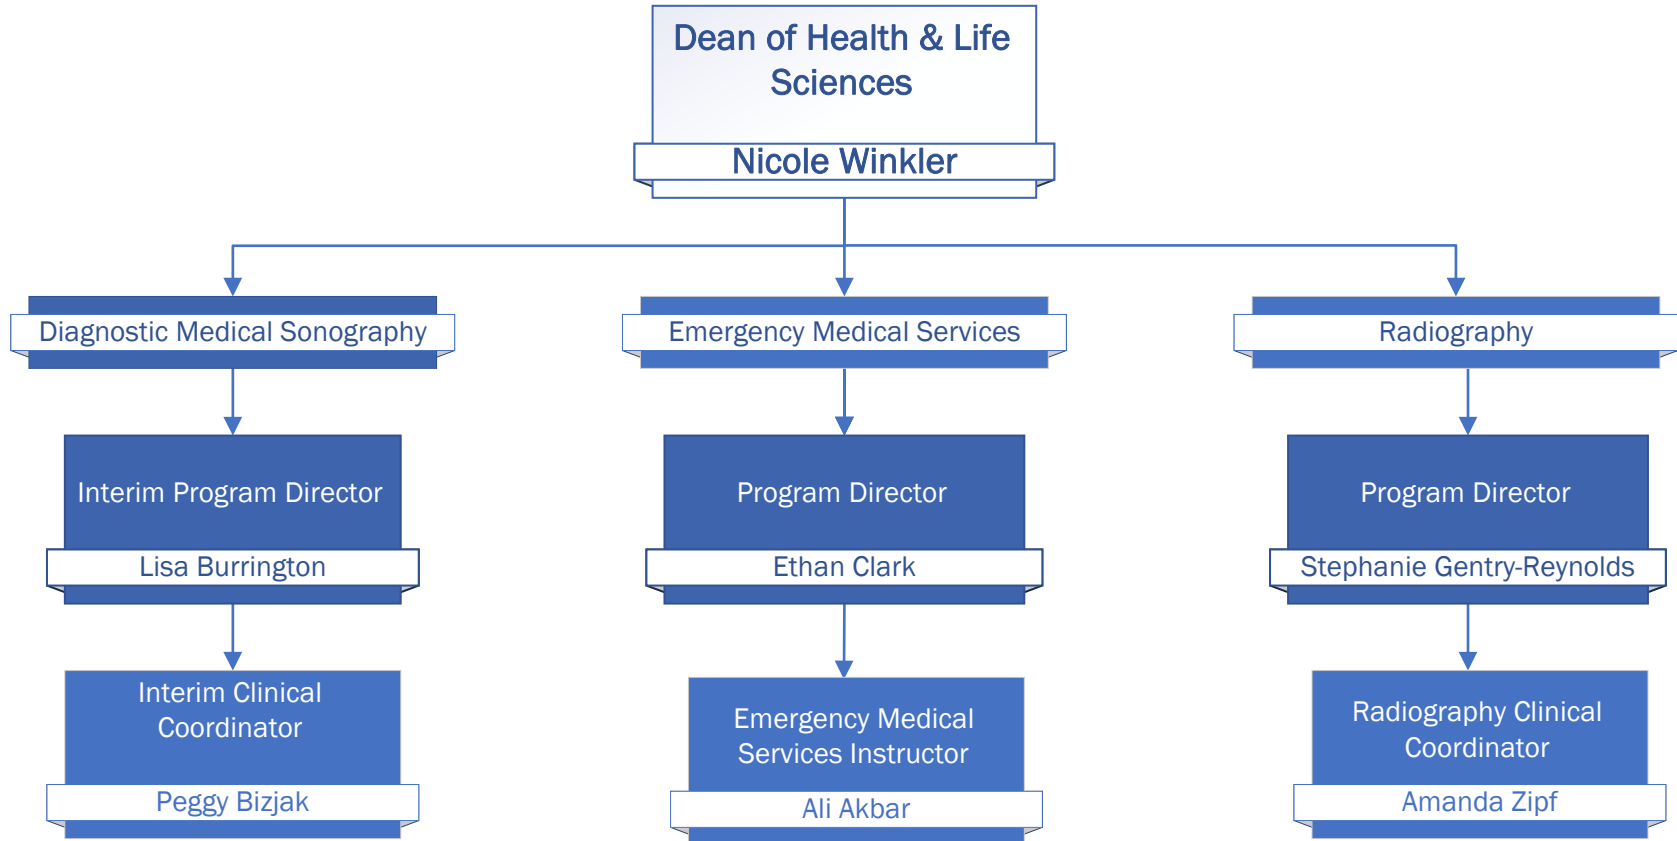 Dean of Health & Life
Sciences
Nicole Winkler
Diagnostic Medical Sonography
Emergency Medical Services
Radiography
Interim Program Director
Lisa Burrington
Program Director
Ethan Clark
Program Director
Stephanie Gentry-Reynolds
Interim Clinical
Coordinator
Peggy Bizjak
Emergency Medical
Services Instructor
Ali Akbar
Radiography Clinical
Coordinator
Amanda Zipf